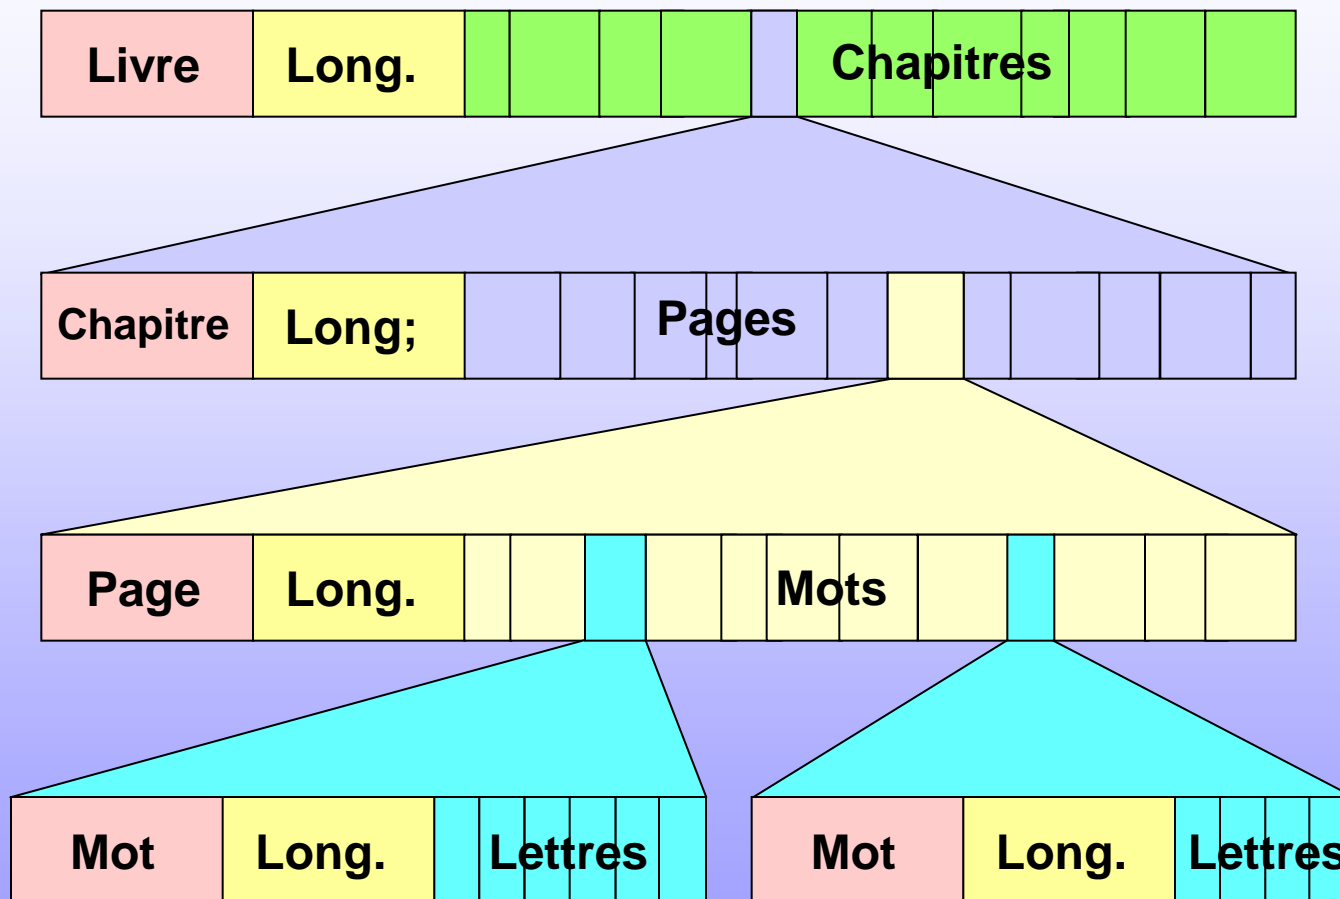 Livre Long. Chapitres
Chapitre Long; Pages
Page Long. Mots
Mot Long. Lettres Mot Long. Lettres